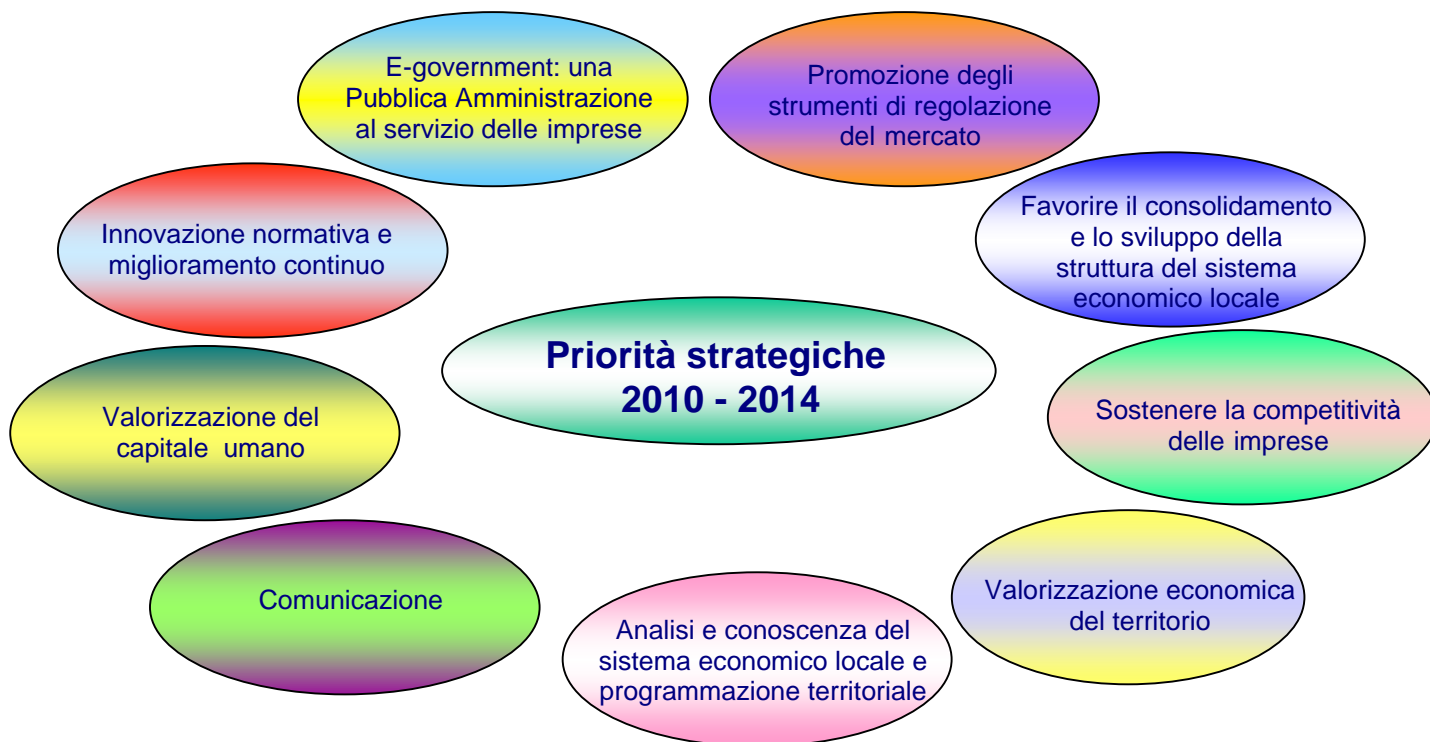 E-government: una
Pubblica Amministrazione
al servizio delle imprese
Promozione degli
strumenti di regolazione
del mercato
Innovazione normativa e
miglioramento continuo
Favorire il consolidamento
e lo sviluppo della
struttura del sistema
economico locale
Priorità strategiche
2010 - 2014
Valorizzazione del
capitale umano
Sostenere la competitività
delle imprese
Comunicazione
Analisi e conoscenza del
sistema economico locale e
programmazione territoriale
Valorizzazione economica
del territorio